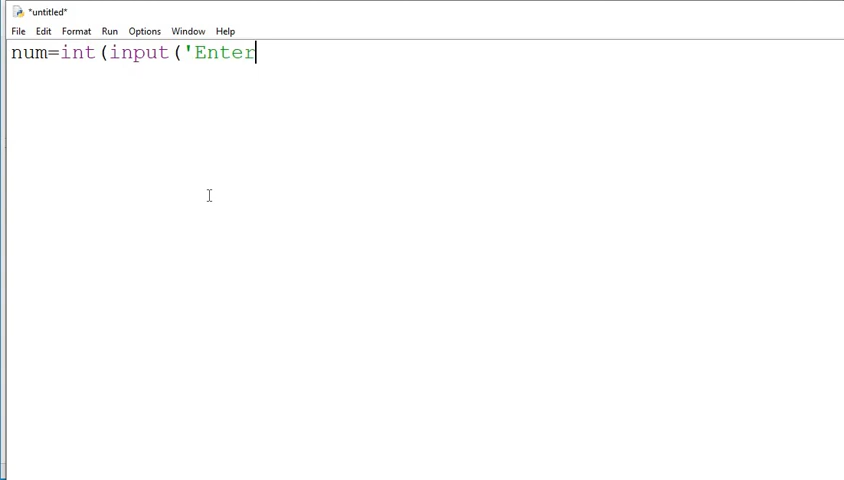 *untitled*
File Edit Format Run Options Window Help
num=int(input('Enter